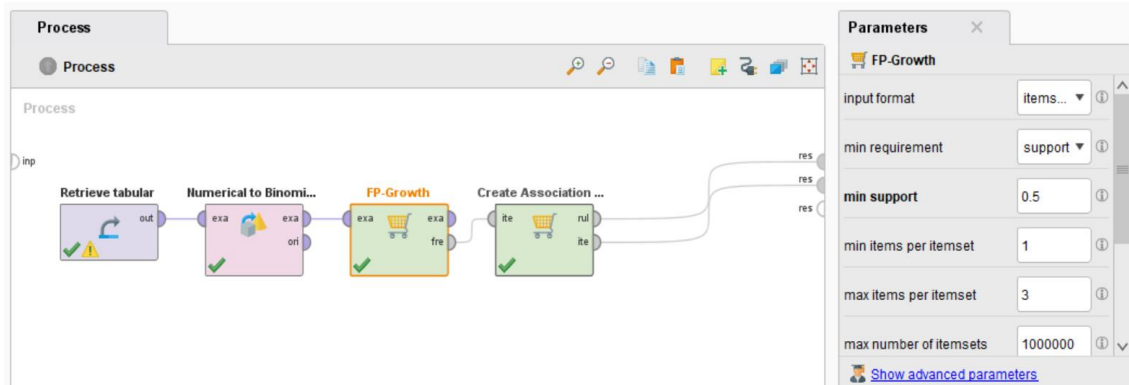 Process
Process
Process
inp
res
res
res
Retrieve tabular
out
Numerical to Binomi...
exa
exa
ori
FP-Growth
exa
exa
fre
Create Association ...
ite
rul
ite
Parameters
FP-Growth
input format
items...
min requirement
support
min support
0.5
min items per itemset
1
max items per itemset
3
max number of itemsets
1000000
Show advanced parameters